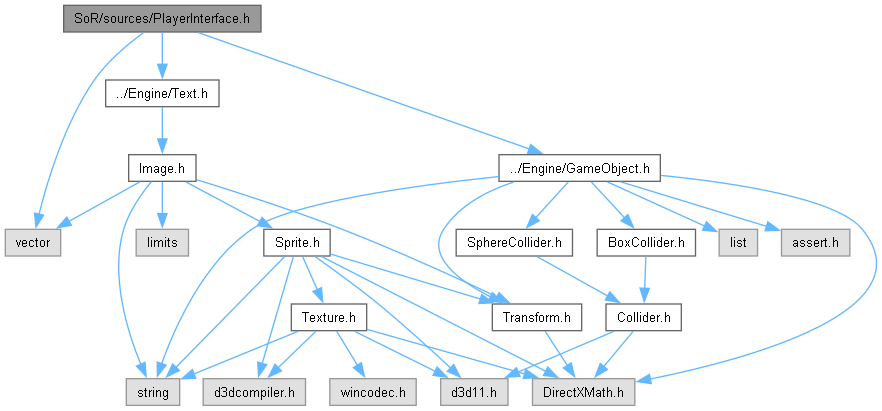 SoR/sources/PlayerInterface.h
../Engine/Text.h
Image.h
../Engine/GameObject.h
vector
limits
Sprite.h
SphereCollider.h
BoxCollider.h
list
assert.h
Texture.h
Transform.h
Collider.h
string
d3dcompiler.h
wincodec.h
d3d11.h
DirectXMath.h